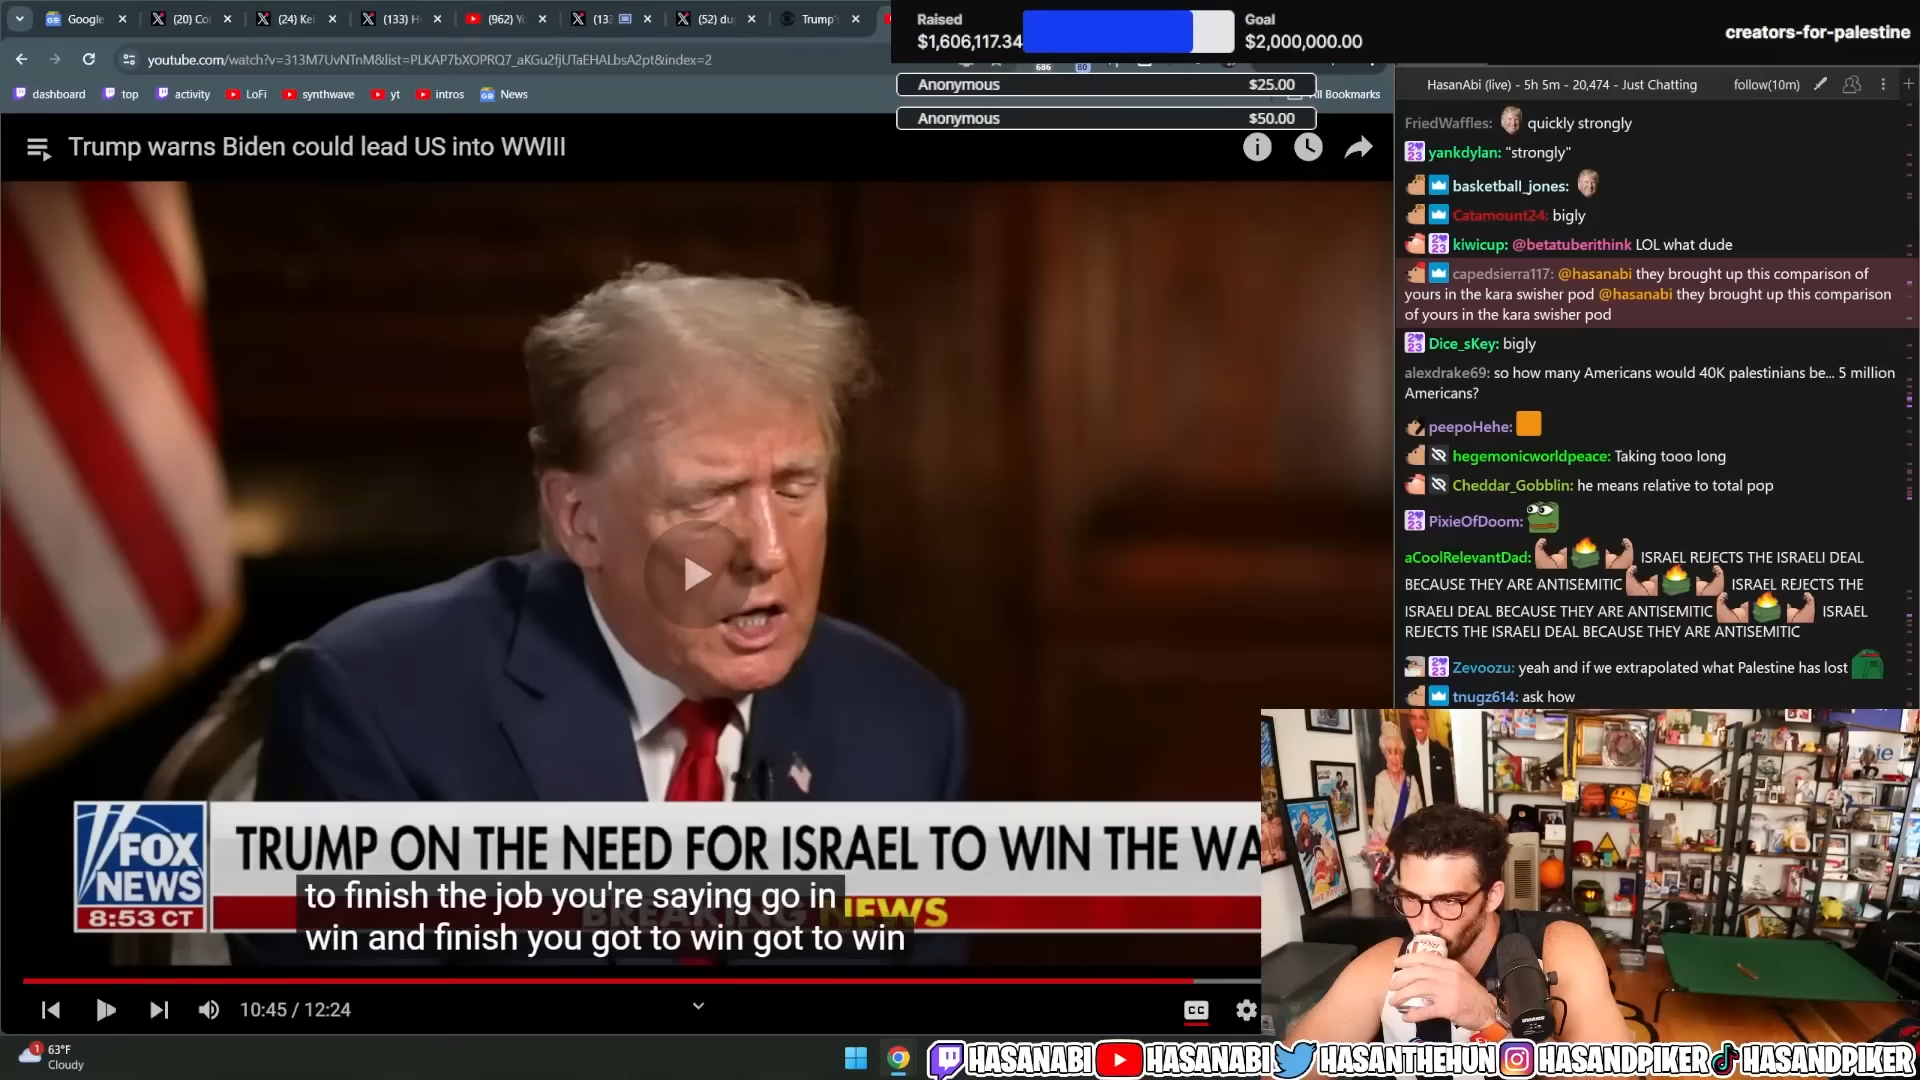 Google
(20) Co
(24) Kei
(133) H
(962) Y
(13
(52) du
Trump'
youtube.com/watch?v=313M7UvNTnM&list=PLKAP7bXOPRQ7_aKGu2fjUTaEHALbsA2pt&index=2
dashboard
top
activity
LoFi
synthwave
yt
intros
News
All Bookmarks
Raised
$1,606,117.34
Goal
$2,000,000.00
creators-for-palestine
686
80
Anonymous $25.00
Anonymous $50.00
Trump warns Biden could lead US into WWIII
FOX
NEWS
8:53 CT
TRUMP ON THE NEED FOR ISRAEL TO WIN THE WA
BREAKING NEWS
to finish the job you're saying go in
win and finish you got to win got to win
10:45 / 12:24
CC
HasanAbi (live) - 5h 5m - 20,474 - Just Chatting
follow(10m)
FriedWaffles: quickly strongly
yankdylan: "strongly"
basketball_jones:
Catamount24: bigly
kiwicup: @betatuberithink LOL what dude
capedsierra117: @hasanabi they brought up this comparison of
yours in the kara swisher pod @hasanabi they brought up this comparison
of yours in the kara swisher pod
Dice_sKey: bigly
alexdrake69: so how many Americans would 40K palestinians be... 5 million
Americans?
peepoHehe:
hegemonicworldpeace: Taking tooo long
Cheddar_Gobblin: he means relative to total pop
PixieOfDoom:
aCoolRelevantDad: ISRAEL REJECTS THE ISRAELI DEAL
BECAUSE THEY ARE ANTISEMITIC ISRAEL REJECTS THE
ISRAELI DEAL BECAUSE THEY ARE ANTISEMITIC ISRAEL
REJECTS THE ISRAELI DEAL BECAUSE THEY ARE ANTISEMITIC
Zevoozu: yeah and if we extrapolated what Palestine has lost
tnugz614: ask how
1
63°F
Cloudy
HASANABI
HASANABI
HASANTHEHUN
HASANDPIKER
HASANDPIKER